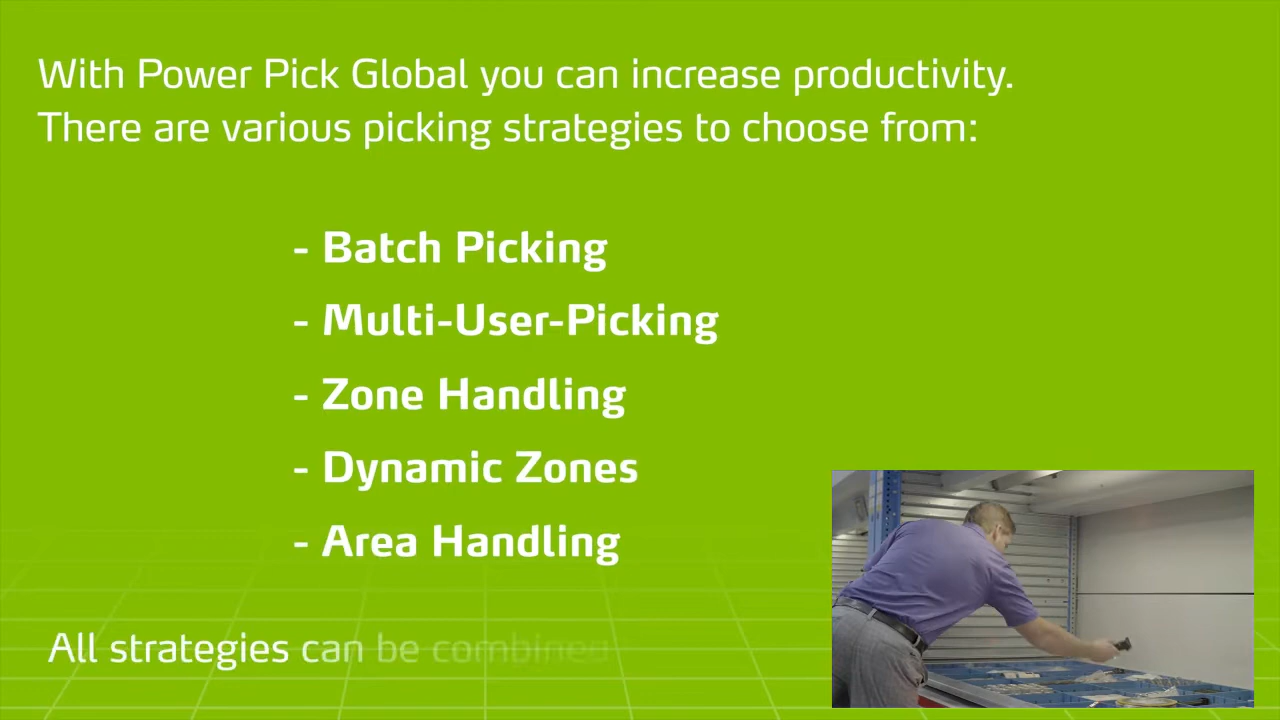 With Power Pick Global you can increase productivity.
There are various picking strategies to choose from:
- Batch Picking
- Multi-User-Picking
- Zone Handling
- Dynamic Zones
- Area Handling
All strategies can be combined